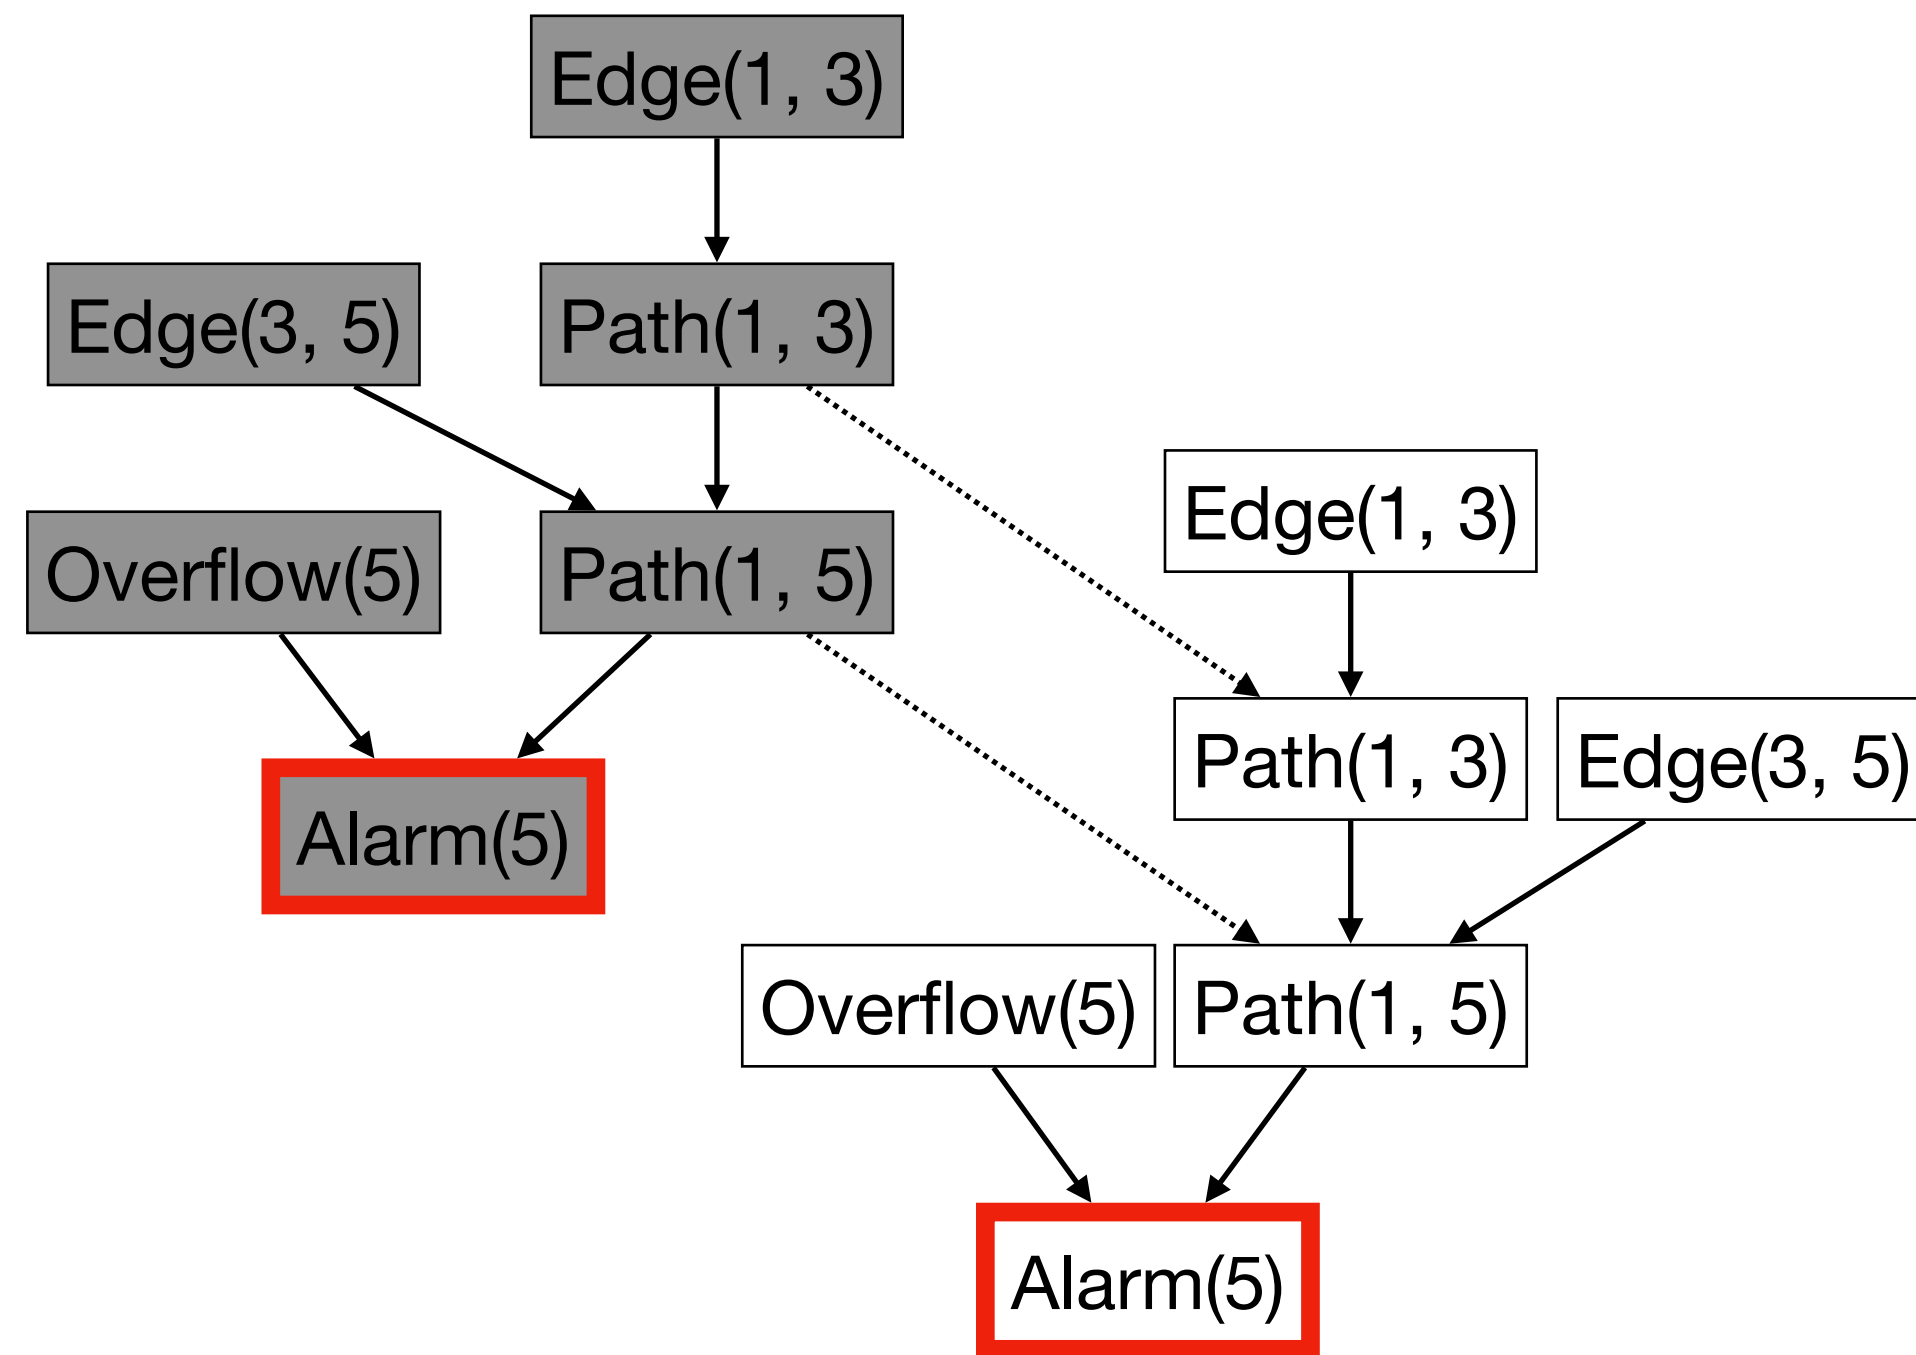 Edge(1, 3)
Edge(3, 5)
Path(1, 3)
Overflow(5)
Path(1, 5)
Alarm(5)
Edge(1, 3)
Path(1, 3)
Edge(3, 5)
Overflow(5)
Path(1, 5)
Alarm(5)